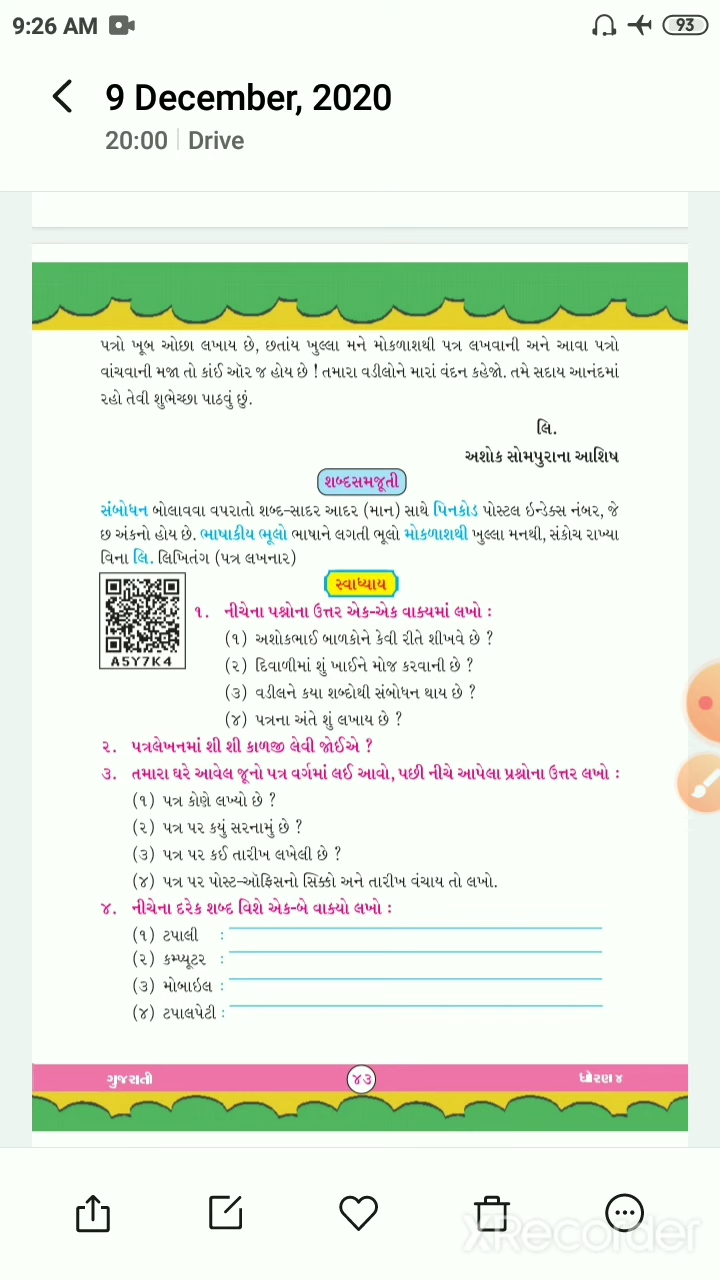 9:26 AM 93
9 December, 2020
20:00 | Drive
પત્રો ખૂબ ઓછા લખાય છે, છતાંય ખુલ્લા મને મોકળાશથી પત્ર લખવાની અને આવા પત્રો
વાંચવાની મજા તો કાંઈ ઑર જ હોય છે ! તમારા વડીલોને મારાં વંદન કહેજો. તમે સદાય આનંદમાં
રહો તેવી શુભેચ્છા પાઠવું છું.
લિ.
અશોક સોમપુરાના આશિષ
શબ્દસમજૂતી
સંબોધન બોલાવવા વપરાતો શબ્દ-સાદર આદર (માન) સાથે પિનકોડ પોસ્ટલ ઇન્ડેક્સ નંબર, જે
છ અંકનો હોય છે. ભાષાકીય ભૂલો ભાષાને લગતી ભૂલો મોકળાશથી ખુલ્લા મનથી, સંકોચ રાખ્યા
વિના લિ. લિખિતંગ (પત્ર લખનાર)
સ્વાધ્યાય
A5Y7K4
૧. નીચેના પશ્નોના ઉત્તર એક-એક વાક્યમાં લખો :
(૧) અશોકભાઈ બાળકોને કેવી રીતે શીખવે છે ?
(૨) દિવાળીમાં શું ખાઈને મોજ કરવાની છે ?
(૩) વડીલને કયા શબ્દોથી સંબોધન થાય છે ?
(૪) પત્રના અંતે શું લખાય છે ?
૨. પત્રલેખનમાં શી શી કાળજી લેવી જોઈએ ?
૩. તમારા ઘરે આવેલ જૂનો પત્ર વર્ગમાં લઈ આવો, પછી નીચે આપેલા પ્રશ્નોના ઉત્તર લખો :
(૧) પત્ર કોણે લખ્યો છે ?
(૨) પત્ર પર કયું સરનામું છે ?
(૩) પત્ર પર કઈ તારીખ લખેલી છે ?
(૪) પત્ર પર પોસ્ટ-ઑફિસનો સિક્કો અને તારીખ વંચાય તો લખો.
૪. નીચેના દરેક શબ્દ વિશે એક-બે વાક્યો લખો :
(૧) ટપાલી :
(૨) કમ્પ્યૂટર :
(૩) મોબાઇલ :
(૪) ટપાલપેટી :
ગુજરાતી ૪૩ ધોરણ ૪
XRecorder